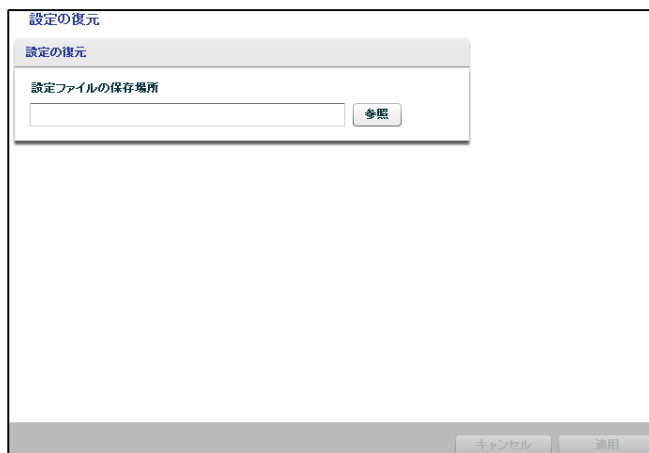 設定の復元
設定の復元
設定ファイルの保存場所
参照
キャンセル
適用